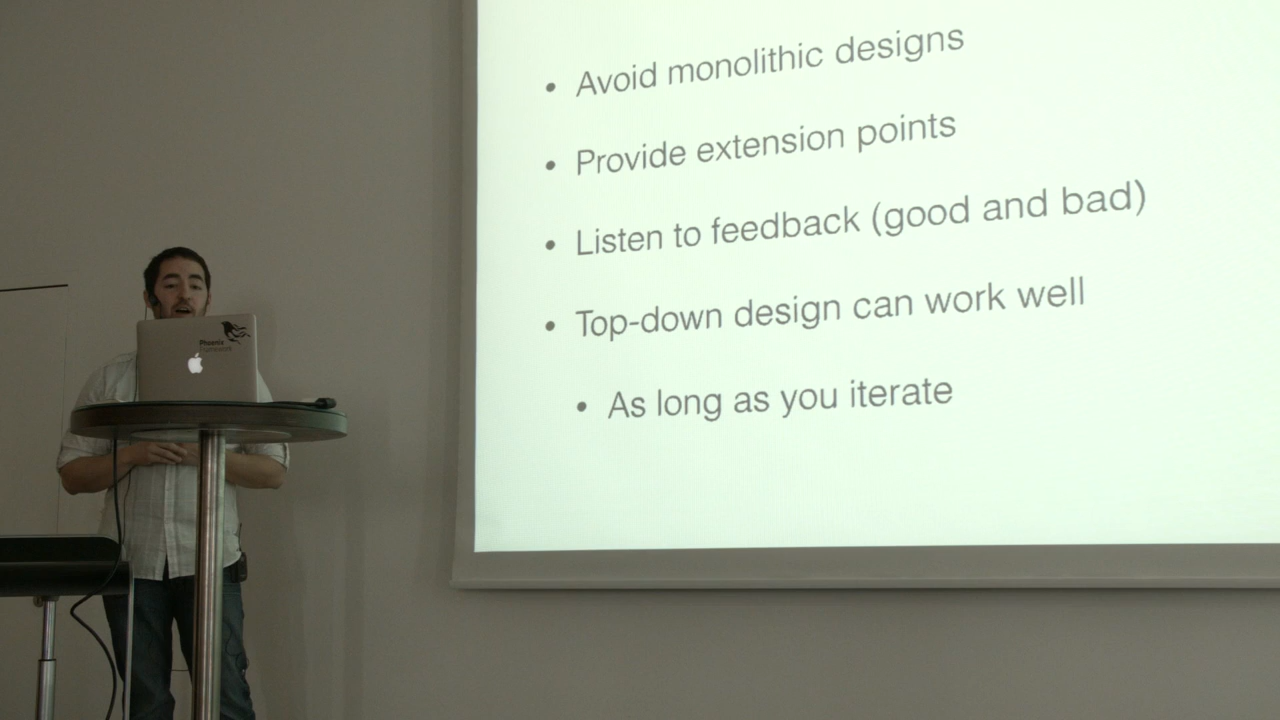 • Avoid monolithic designs
• Provide extension points
• Listen to feedback (good and bad)
• Top-down design can work well
• As long as you iterate
Phoenix
Framework